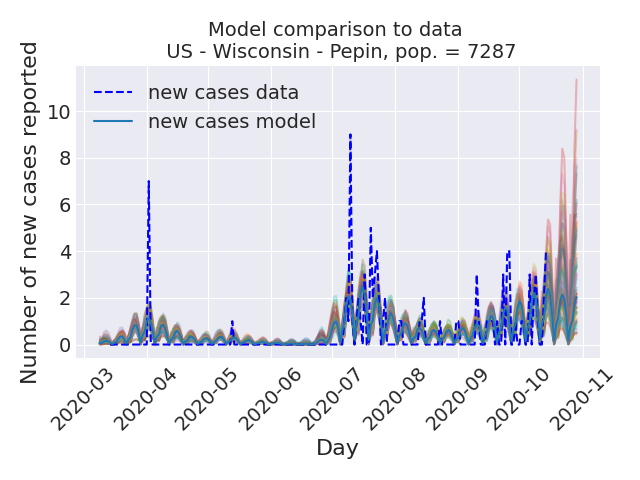 Model comparison to data
US - Wisconsin - Pepin, pop. = 7287
Number of new cases reported
new cases data
new cases model
10
8
6
4
2
0
2020-03
2020-04
2020-05
2020-06
2020-07
2020-08
2020-09
2020-10
2020-11
Day